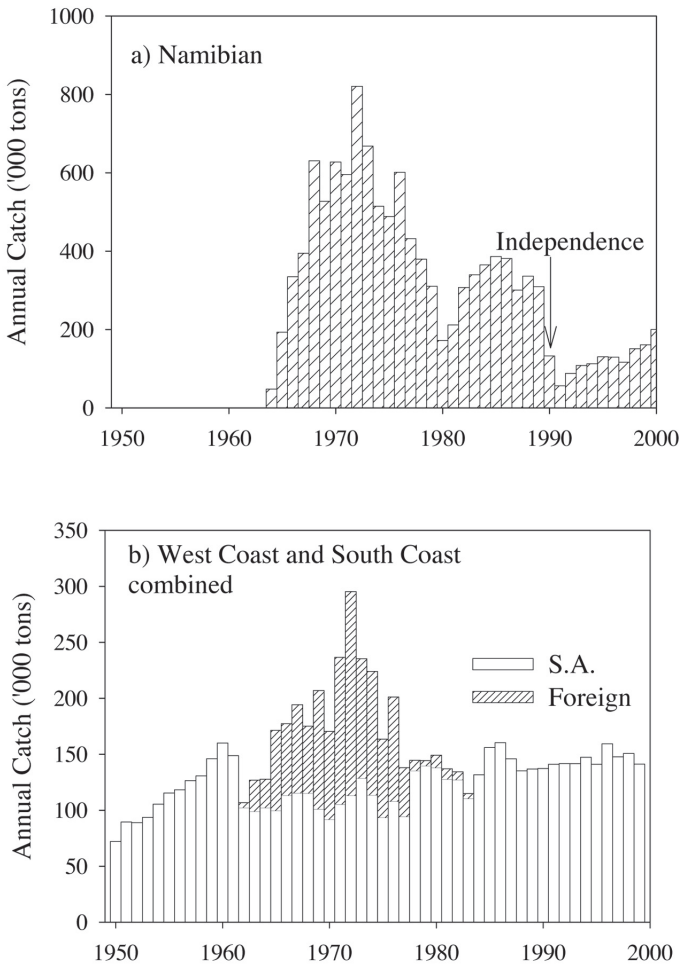 1000
a) Namibian
800
600
400
200
0
Annual Catch ('000 tons)
Independence
1950 1960 1970 1980 1990 2000
350
b) West Coast and South Coast
combined
300
250
200
150
100
50
0
Annual Catch ('000 tons)
S.A.
Foreign
1950 1960 1970 1980 1990 2000